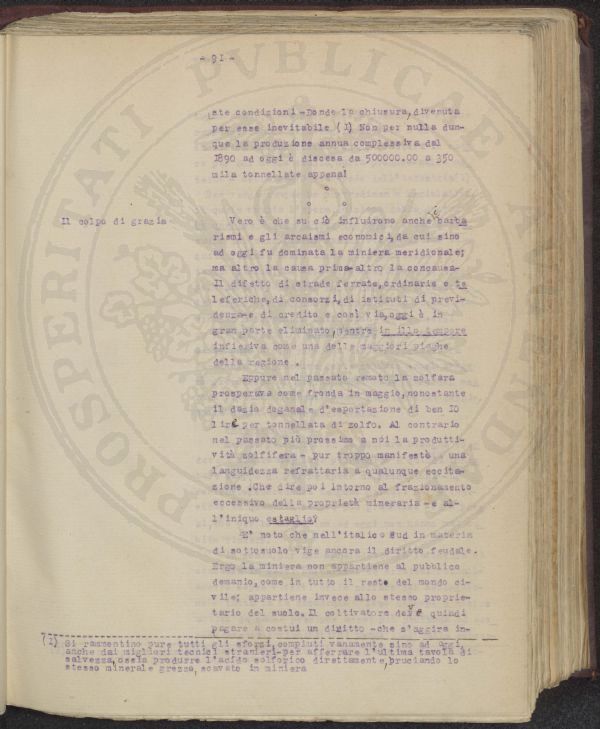 - 91 -
ste condizioni -Donde la chiusura, divenuta
per esse inevitabile (I) Non per nulla dun-
que la produzione annua complessiva dal
1890 ad oggi è discesa da 500000.00 a 350
mila tonnellate appena!
°
° °
Il colpo di grazia
Vero è che su ciò influirono anche i barba
rismi e gli arcaismi economici, da cui sino
ad oggi fu dominata la miniera meridionale;
ma altro la causa prima-altro la concausa-
Il difetto di strade ferrate, ordinarie e te
leferiche, di consorzi, di istituti di previ-
denza-e di credito e così via, oggi è in
gran parte eliminato, mentre in illo tempore
infieriva come una delle maggiori piaghe
della regione .
Eppure nel passato remoto la zolfara
prosperava come fronda in maggio, nonostante
il dazio doganale d'esportazione di ben IO
lire per tonnellata di zolfo. Al contrario
nel passato più prossimo a noi la produtti-
vità zolfifera - pur troppo manifestò - una
languidezza refrattaria a qualunque eccita-
zione .Che dire poi intorno al frazionamento
eccessivo della proprietà mineraria -e al-
l'iniquo estaglio?
E' noto che nell'italico Sud in materia
di sottosuolo vige ancora il diritto feudale.
Ergo la miniera non appartiene al pubblico
demanio, come in tutto il resto del mondo ci-
vile; appartiene invece allo stesso proprie-
tario del suolo. Il coltivatore deve quindi
pagare a costui un diritto -che s'aggira in-
(I) Si rammentino pure tutti gli sforzi, compiuti vanamente sino ad oggi,
anche dai migliori tecnici stranieri-per afferrare l'ultima tavola di
salvezza, ossia produrre l'acido solforico direttamente, bruciando lo
stesso minerale grezzo, scavato in miniera
PUBLICAE
PROSPERITATI